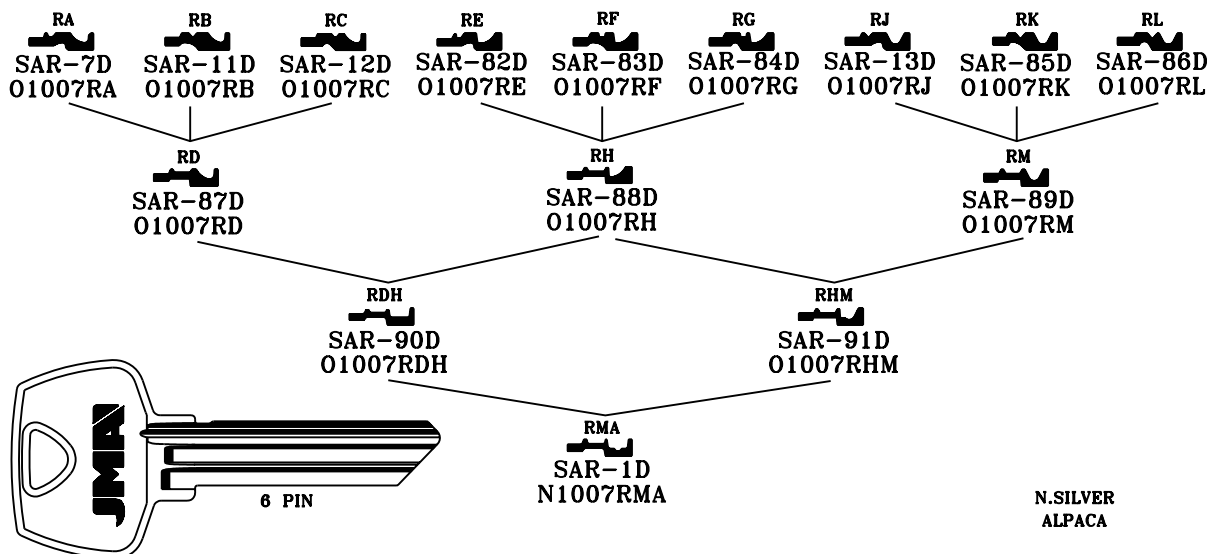 RA RB RC RE RF RG RJ RK RL
SAR-7D SAR-11D SAR-12D SAR-82D SAR-83D SAR-84D SAR-13D SAR-85D SAR-86D
O1007RA O1007RB O1007RC O1007RE O1007RF O1007RG O1007RJ O1007RK O1007RL
RD RH RM
SAR-87D SAR-88D SAR-89D
O1007RD O1007RH O1007RM
RDH RHM
SAR-90D SAR-91D
O1007RDH O1007RHM
RMA
SAR-1D
N1007RMA
JMA
6 PIN
N.SILVER
ALPACA